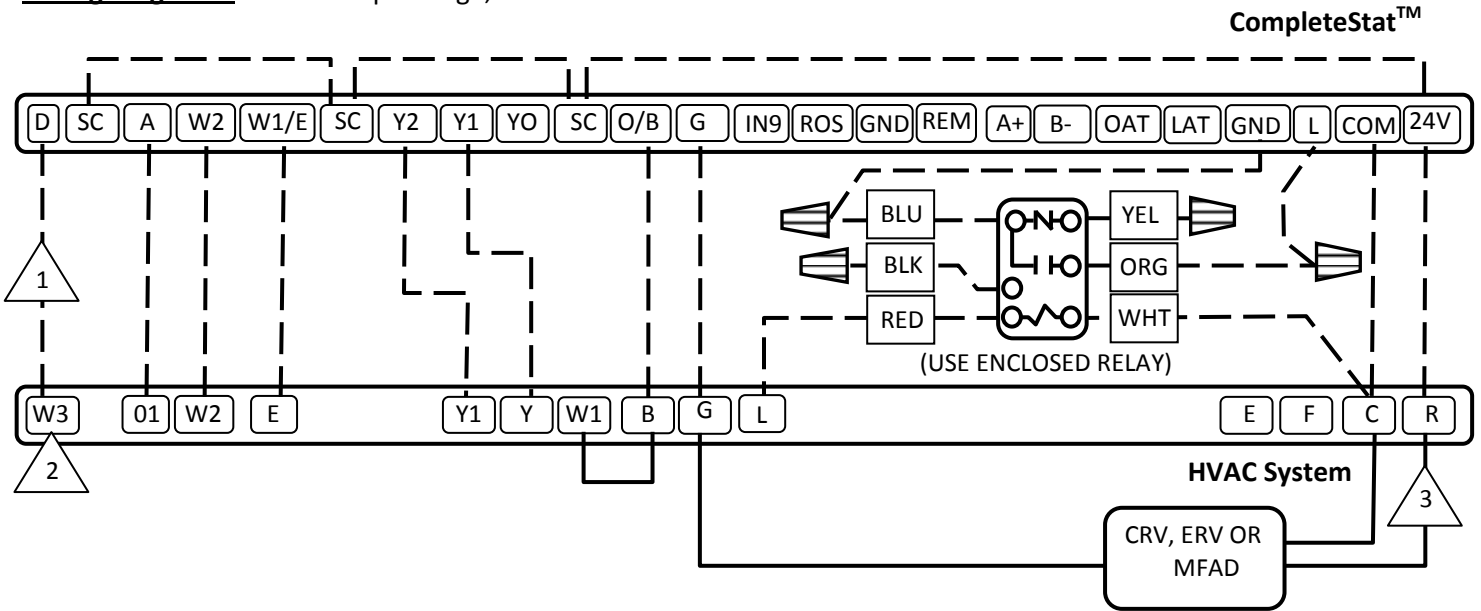 CompleteStat™
D SC A W2 W1/E SC Y2 Y1 YO SC O/B G IN9 ROS GND REM A+ B- OAT LAT GND L COM 24V
BLU YEL
1 BLK ORG
RED WHT
(USE ENCLOSED RELAY)
W3 01 W2 E Y1 Y W1 B G L E F C R
2 HVAC System 3
CRV, ERV OR
MFAD